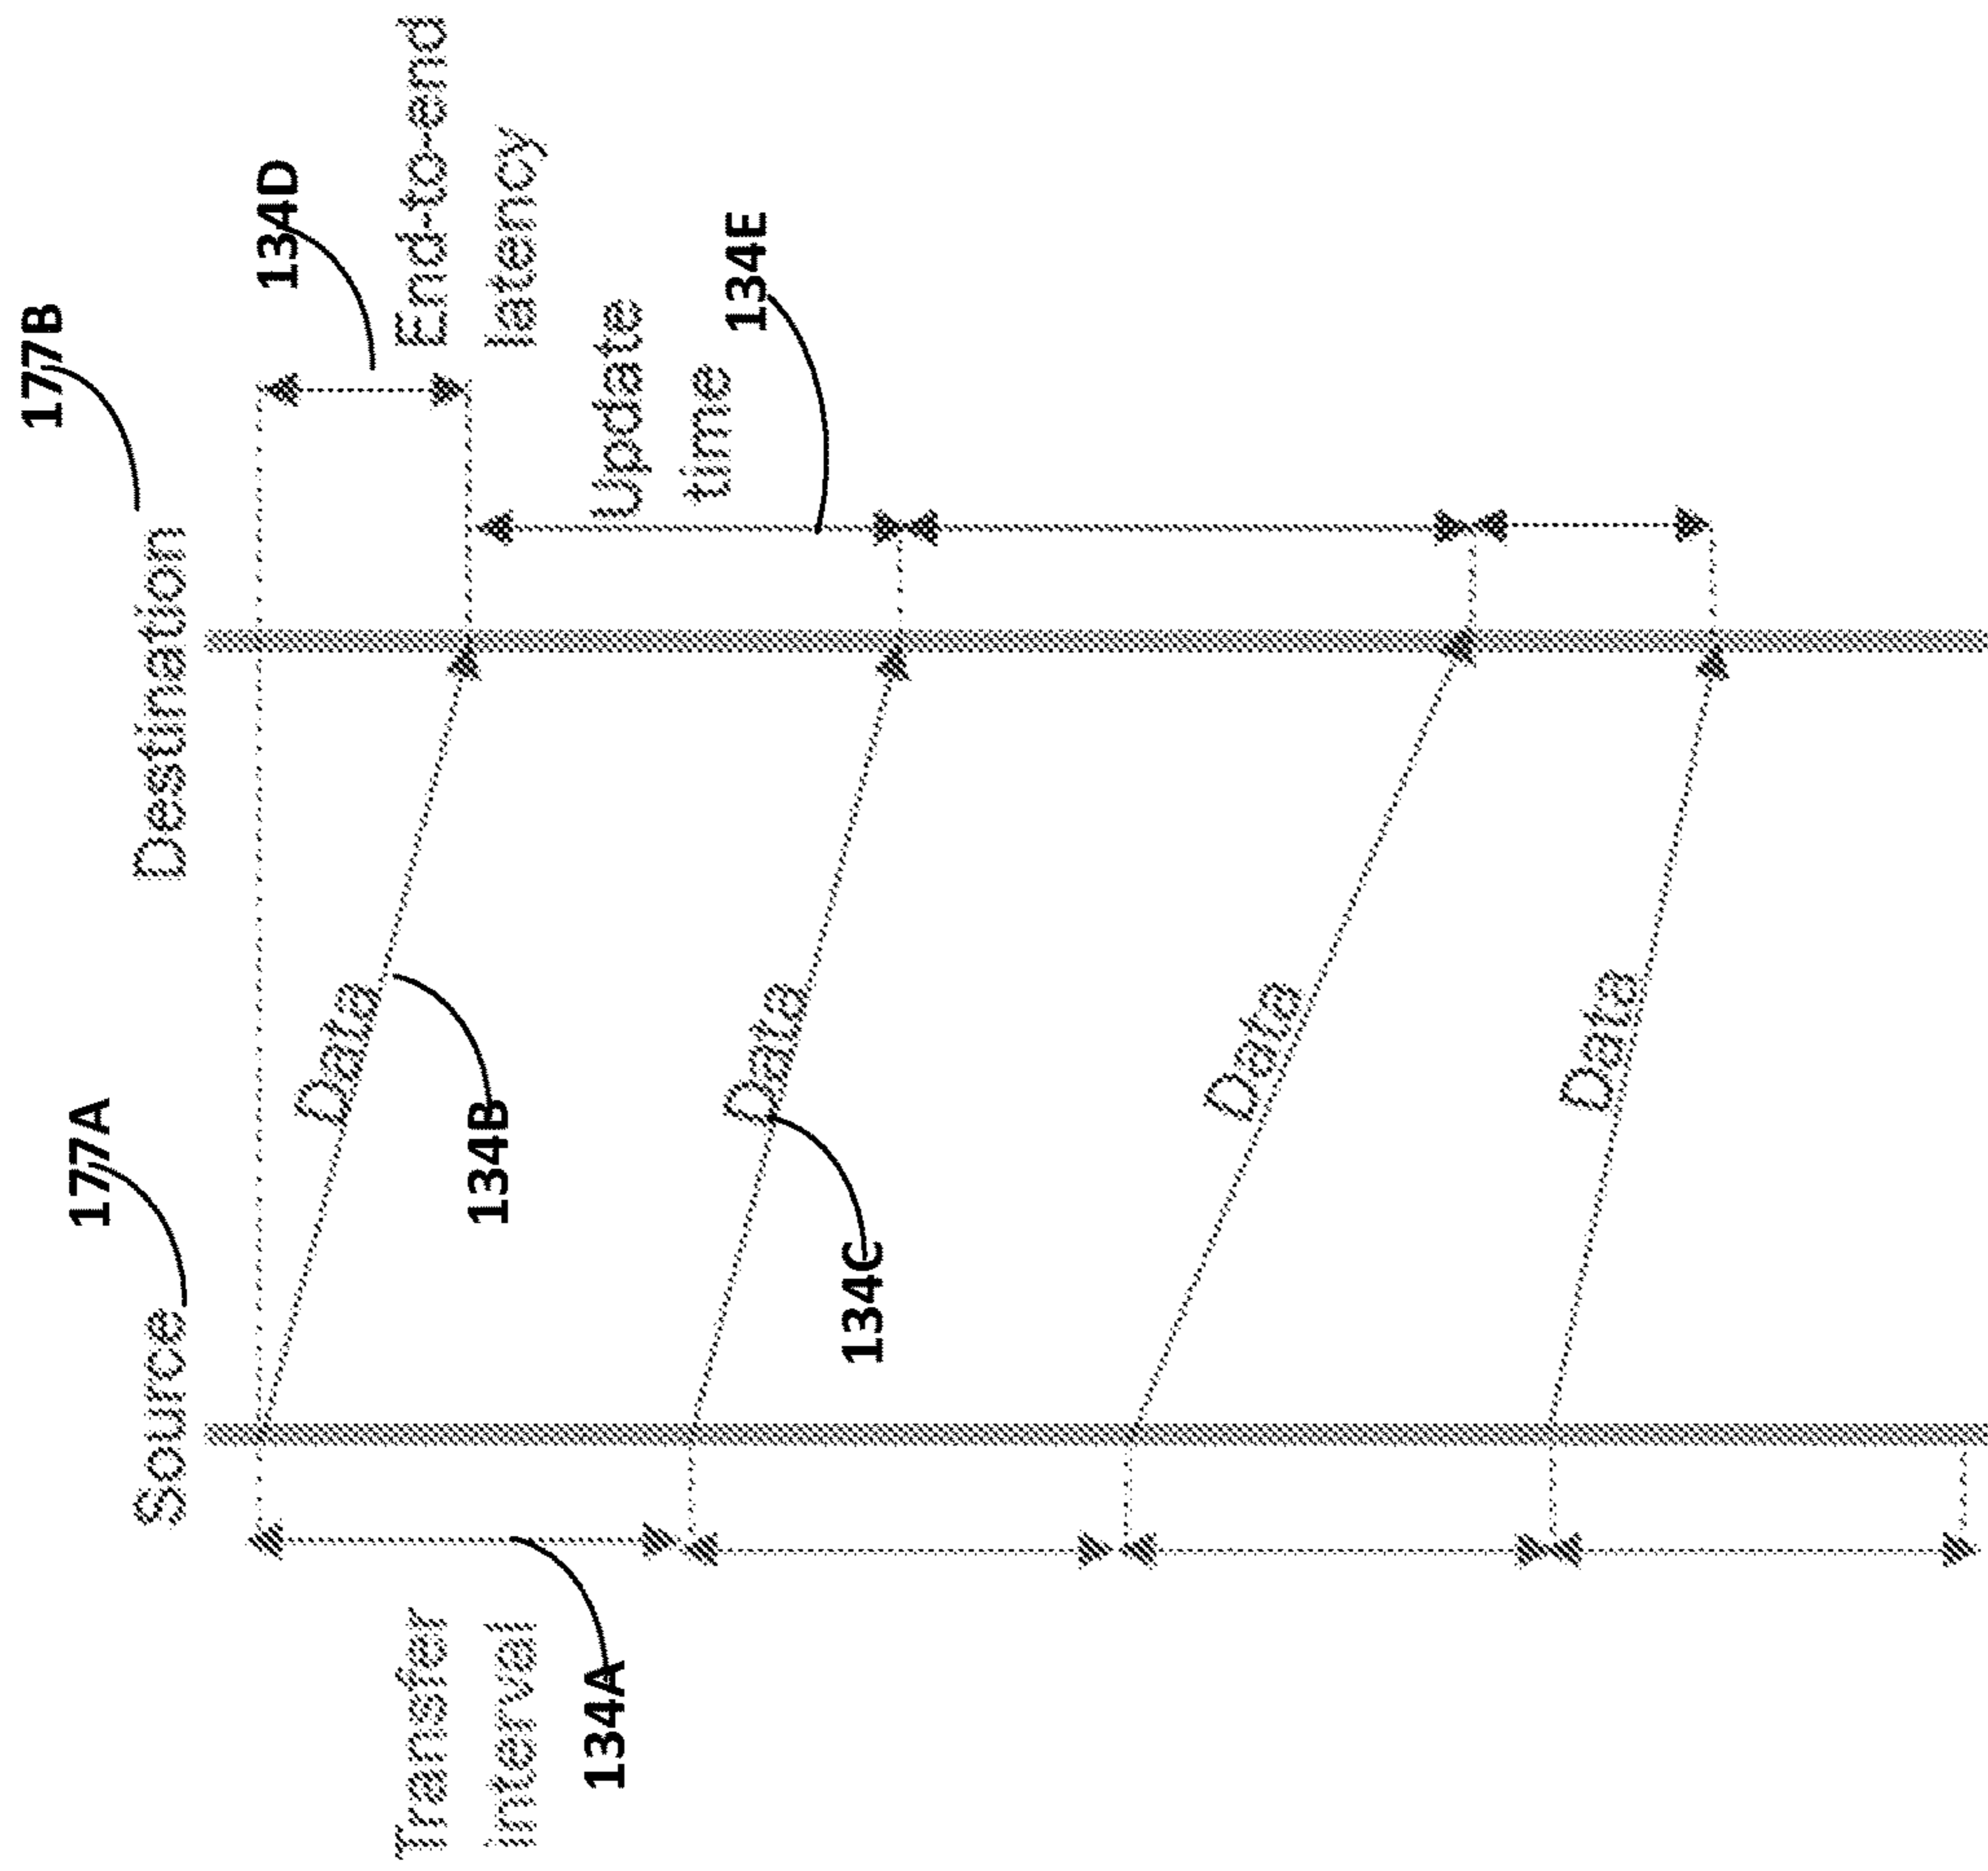 177B
177A
Source
Destination
134D
Data
Transfer
interval
End-to-end
latency
134B
134A
Update
time
134E
Data
134C
Data
Data